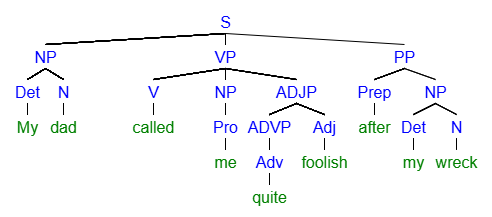 S
NP VP PP
Det N V NP ADJP Prep NP
My dad called Pro ADVP Adj after Det N
me Adv foolish my wreck
quite